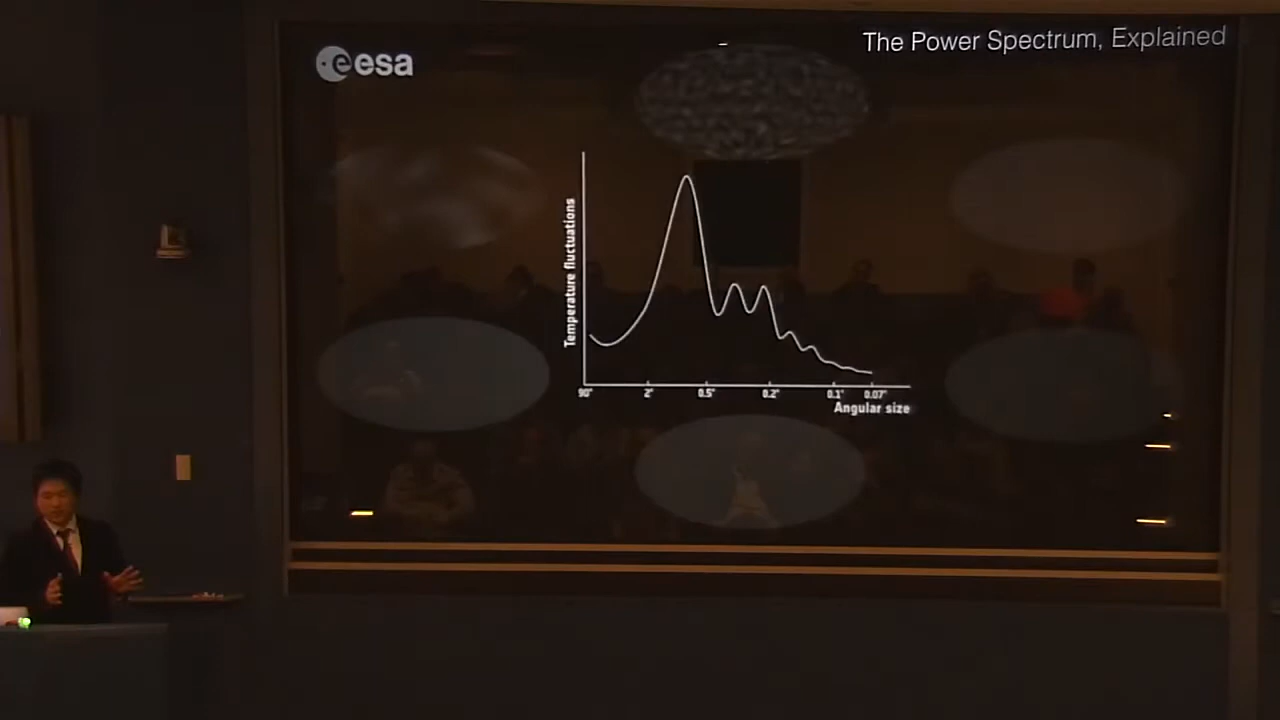 esa
The Power Spectrum, Explained
Temperature fluctuations
90° 2° 0.5° 0.2° 0.1° 0.07°
Angular size